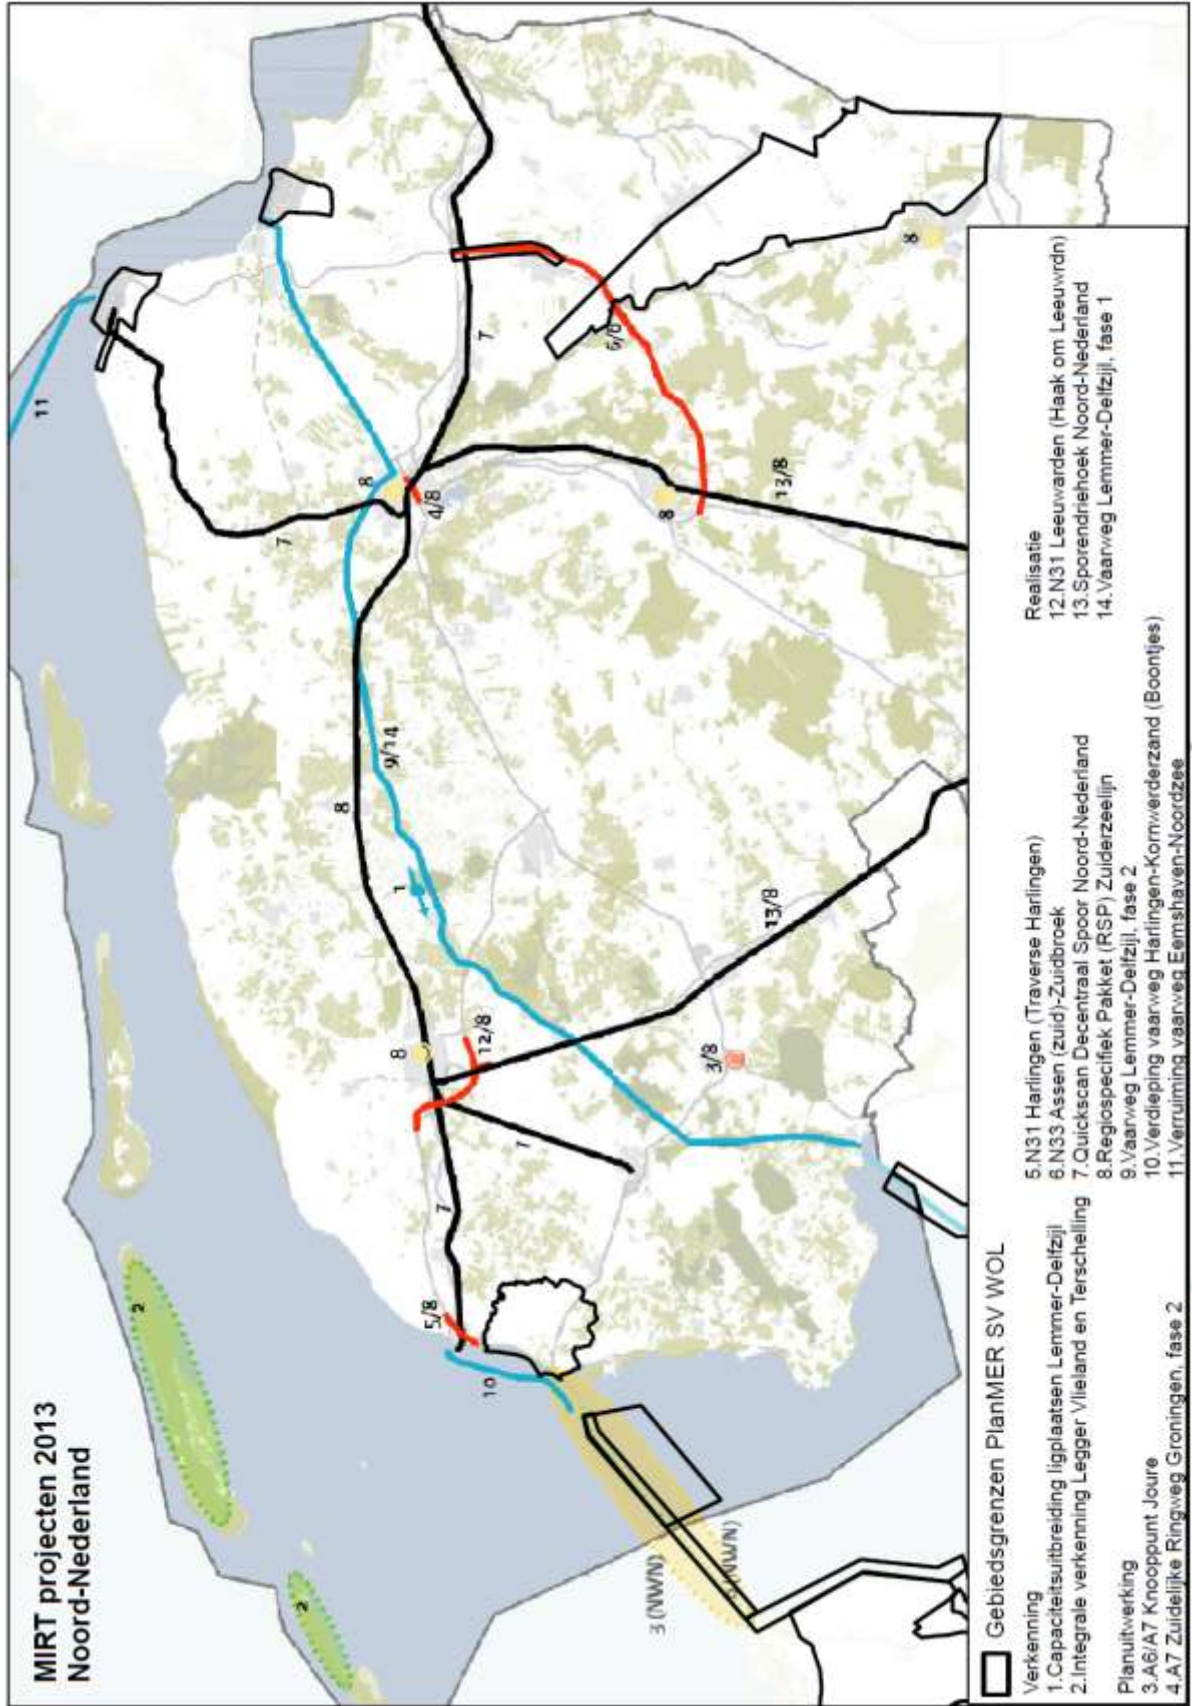 MIRT projecten 2013
Noord-Nederland
2
2
11
7
8
4/8
7
8
13/8
8
6/6
9/14
8
1
8
12/8
7
7
5/8
10
3/8
13/8
3 (NWN)
(NWN)
Gebiedsgrenzen PlanMER SV WOL
Verkenning
1.Capaciteitsuitbreiding ligplaatsen Lemmer-Delfzijl
2.Integrale verkenning Legger Vlieland en Terschelling
Planuitwerking
3.A6/A7 Knooppunt Joure
4.A7 Zuidelijke Ringweg Groningen, fase 2
5.N31 Harlingen (Traverse Harlingen)
6.N33 Assen (zuid)-Zuidbroek
7.Quickscan Decentraal Spoor Noord-Nederland
8.Regiospecifiek Pakket (RSP) Zuiderzeelijn
9.Vaarweg Lemmer-Delfzijl, fase 2
10.Verdieping vaarweg Harlingen-Kornwerderzand (Boontjes)
11.Verruiming vaarweg Eemshaven-Noordzee
Realisatie
12.N31 Leeuwarden (Haak om Leeuwrdn)
13.Sporendriehoek Noord-Nederland
14.Vaarweg Lemmer-Delfzijl, fase 1